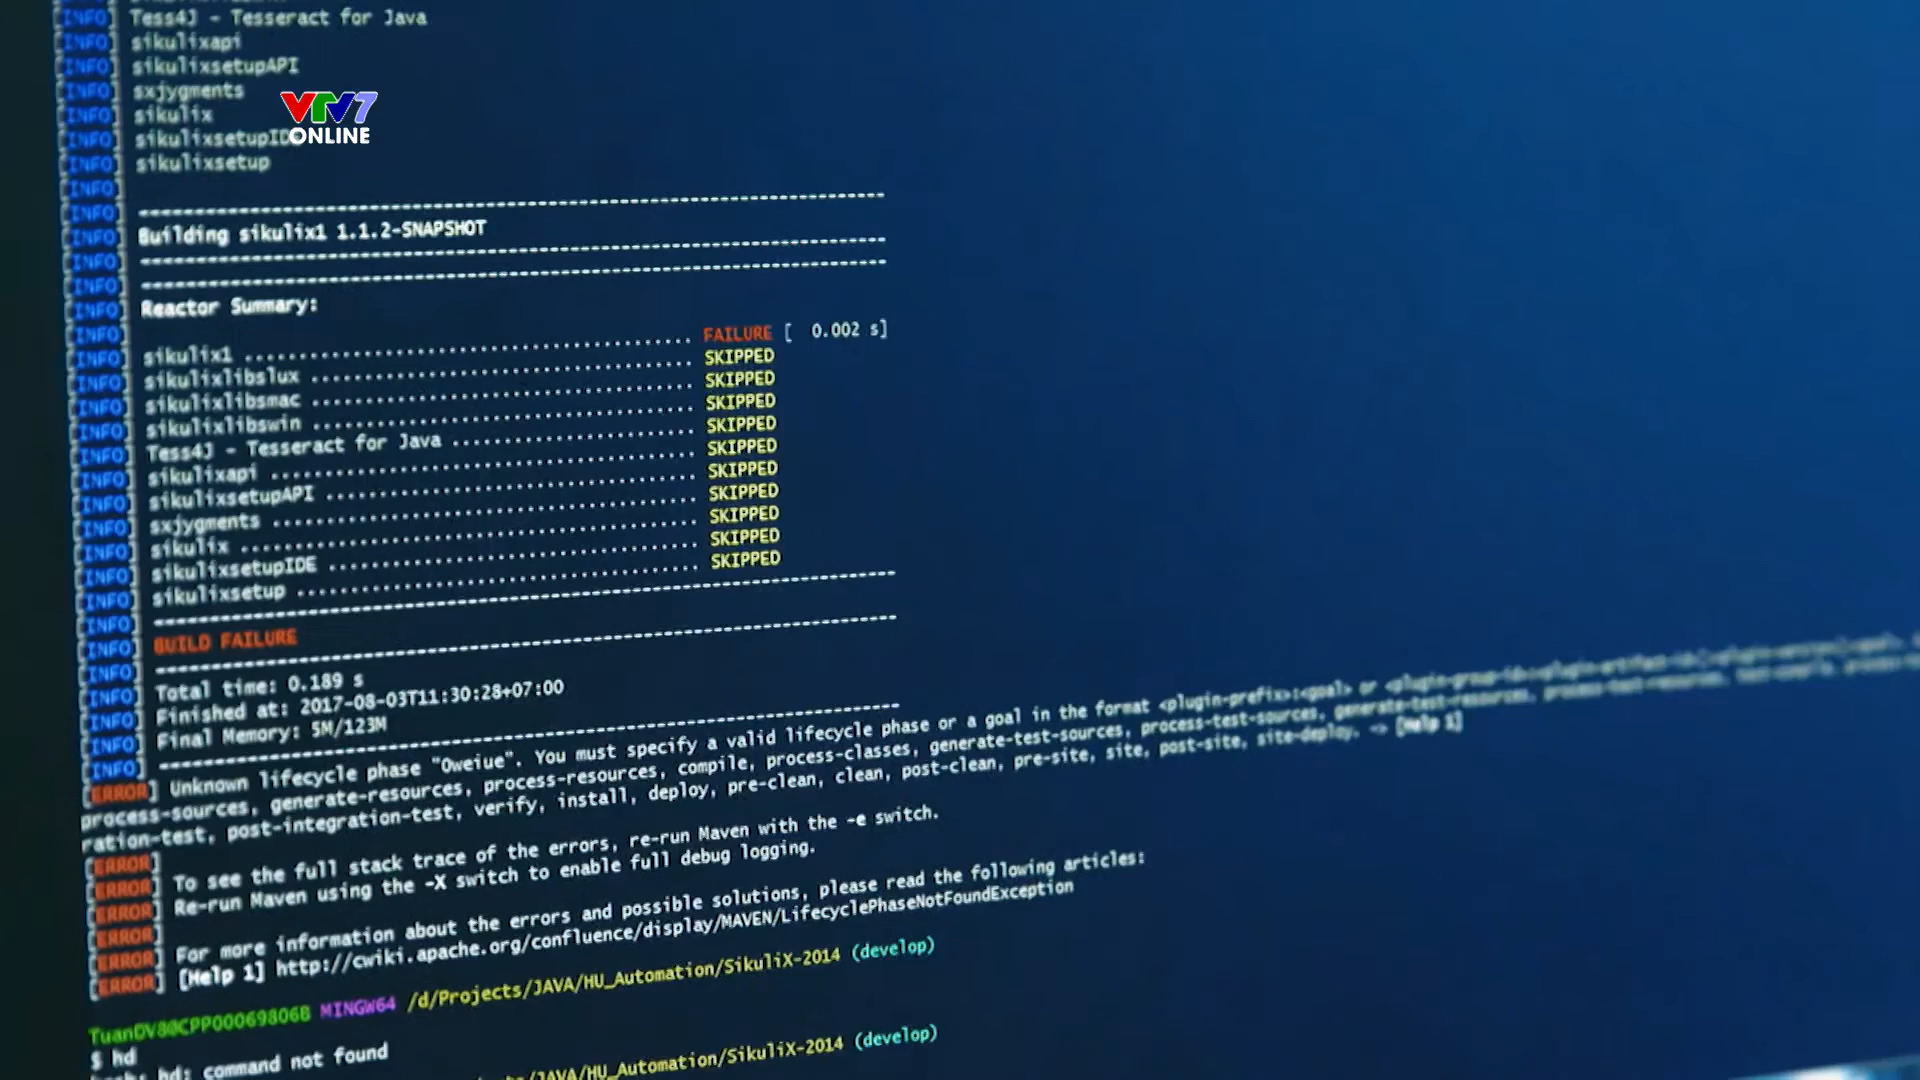 [INFO] Tess4J - Tesseract for Java
[INFO] sikulixapi
[INFO] sikulixsetupAPI
[INFO] sxjygments
[INFO] sikulix
[INFO] sikulixsetupIDE
[INFO] sikulixsetup
VTV7
ONLINE
[INFO]
[INFO] ------------------------------------------------------------------------
[INFO] Building sikulix1 1.1.2-SNAPSHOT
[INFO] ------------------------------------------------------------------------
[INFO] ------------------------------------------------------------------------
[INFO] Reactor Summary:
[INFO]
[INFO] sikulix1 ........................................... FAILURE [ 0.002 s]
[INFO] sikulixlibslux ..................................... SKIPPED
[INFO] sikulixlibsmac ..................................... SKIPPED
[INFO] sikulixlibswin ..................................... SKIPPED
[INFO] Tess4J - Tesseract for Java ........................ SKIPPED
[INFO] sikulixapi ......................................... SKIPPED
[INFO] sikulixsetupAPI .................................... SKIPPED
[INFO] sxjygments ......................................... SKIPPED
[INFO] sikulix ............................................ SKIPPED
[INFO] sikulixsetupIDE .................................... SKIPPED
[INFO] sikulixsetup ....................................... SKIPPED
[INFO] ------------------------------------------------------------------------
[INFO] BUILD FAILURE
[INFO] ------------------------------------------------------------------------
[INFO] Total time: 0.189 s
[INFO] Finished at: 2017-08-03T11:30:28+07:00
[INFO] Final Memory: 5M/123M
[INFO] ------------------------------------------------------------------------
[ERROR] Unknown lifecycle phase "Oweiue". You must specify a valid lifecycle phase or a goal in the format <plugin-prefix>:<goal> or
process-sources, generate-resources, process-resources, compile, process-classes, generate-test-sources, process-test-sources, generate-test-resources, process-test-resources, test-compile,
ration-test, post-integration-test, verify, install, deploy, pre-clean, clean, post-clean, pre-site, site, post-site, site-deploy. -> [Help 1]
[ERROR]
[ERROR] To see the full stack trace of the errors, re-run Maven with the -e switch.
[ERROR] Re-run Maven using the -X switch to enable full debug logging.
[ERROR]
[ERROR] For more information about the errors and possible solutions, please read the following articles:
[ERROR] [Help 1] http://cwiki.apache.org/confluence/display/MAVEN/LifecyclePhaseNotFoundException
TuanDV8@CPP00069806B MINGW64 /d/Projects/JAVA/HU_Automation/SikuliX-2014 (develop)
$ hd
bash: hd: command not found
/JAVA/HU_Automation/SikuliX-2014 (develop)